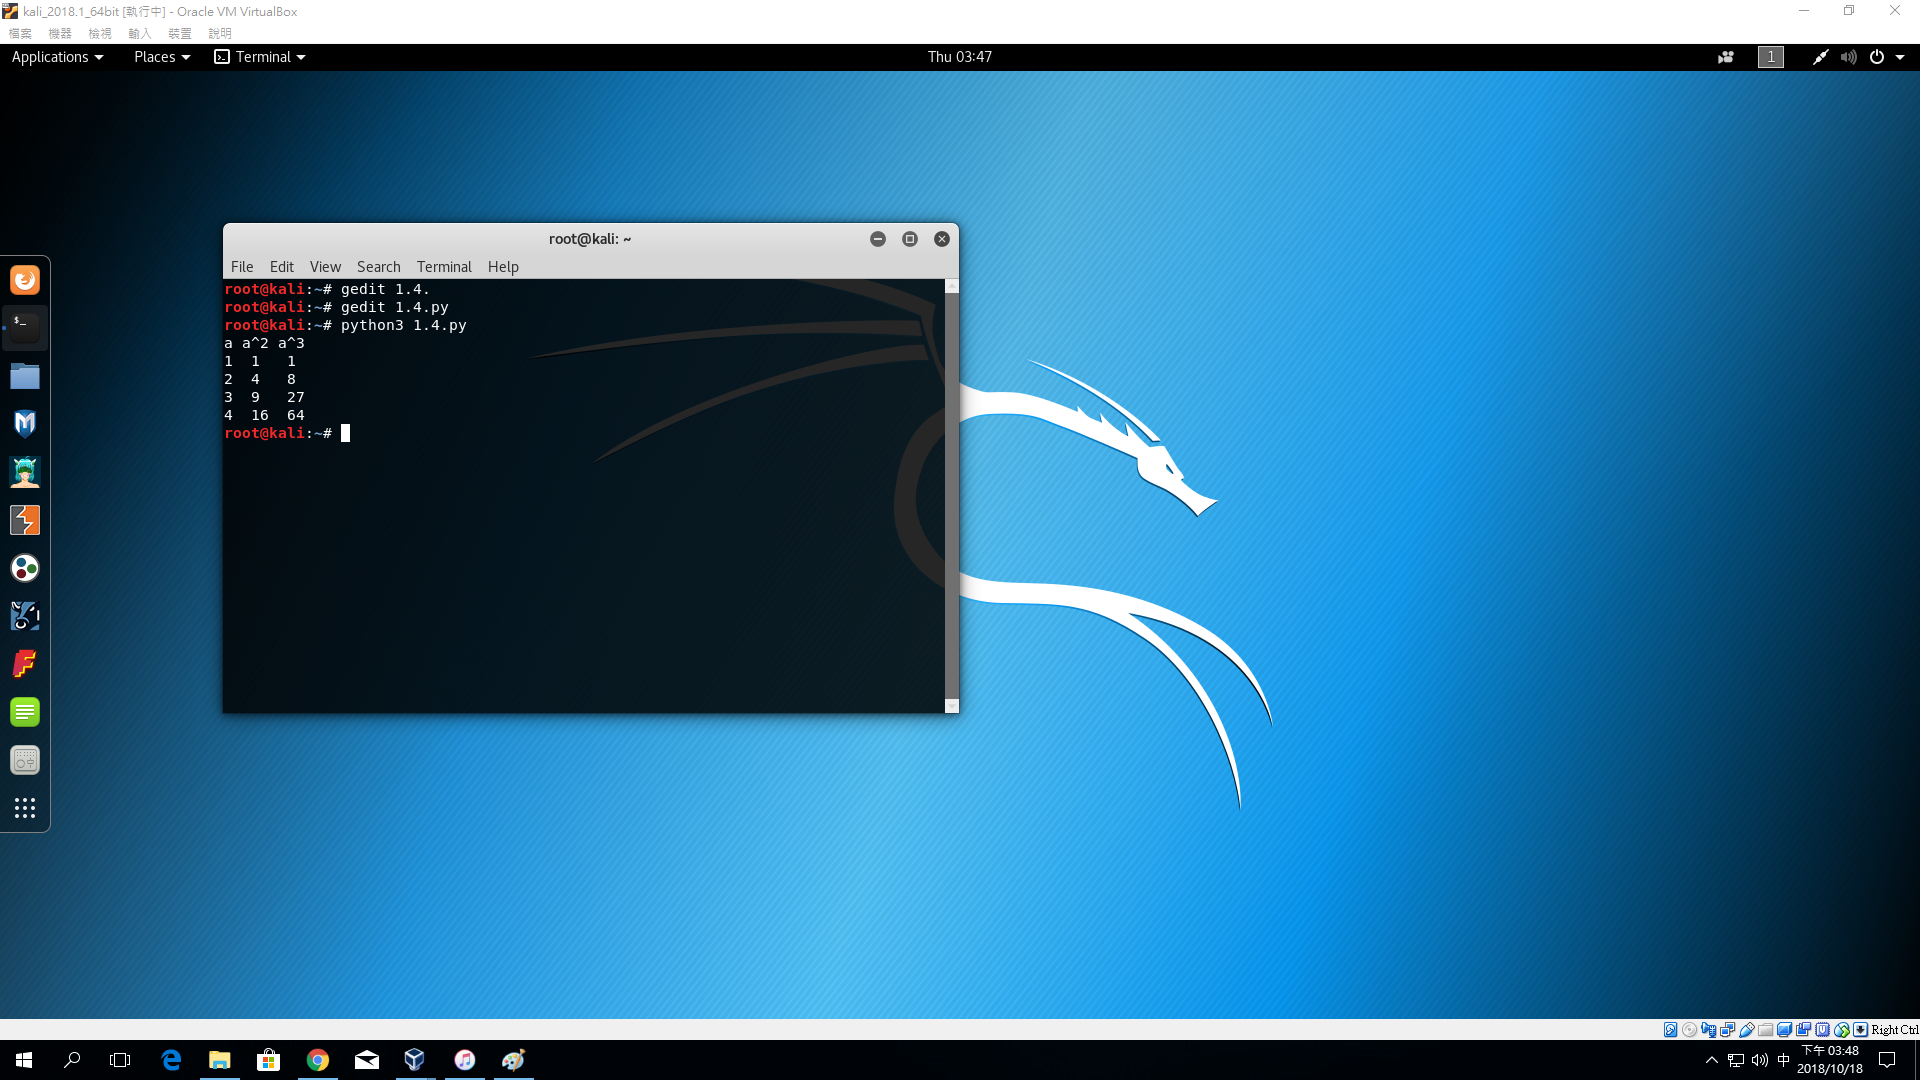 kali_2018.1_64bit [執行中] - Oracle VM VirtualBox
檔案 機器 檢視 輸入 裝置 說明
Applications Places Terminal Thu 03:47 1
root@kali: ~
File Edit View Search Terminal Help
root@kali:~# gedit 1.4.
root@kali:~# gedit 1.4.py
root@kali:~# python3 1.4.py
a a^2 a^3
1 1 1
2 4 8
3 9 27
4 16 64
root@kali:~#
Right Ctrl
中 下午 03:48
2018/10/18